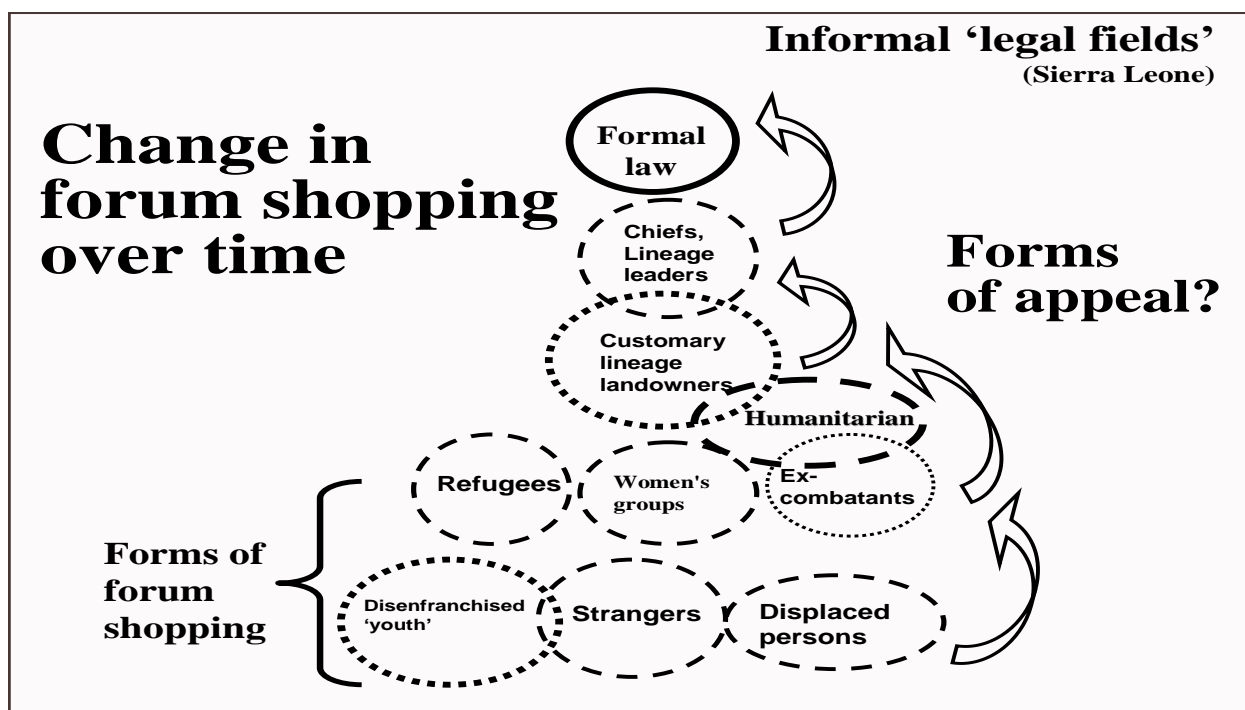 Informal ‘legal fields’
(Sierra Leone)
Change in
forum shopping
over time
Formal
law
Chiefs,
Lineage
leaders
Forms
of appeal?
Customary
lineage
landowners
Humanitarian
Refugees
Women's
groups
Ex-
combatants
Forms of
forum
shopping
Disenfranchised
‘youth’
Strangers
Displaced
persons